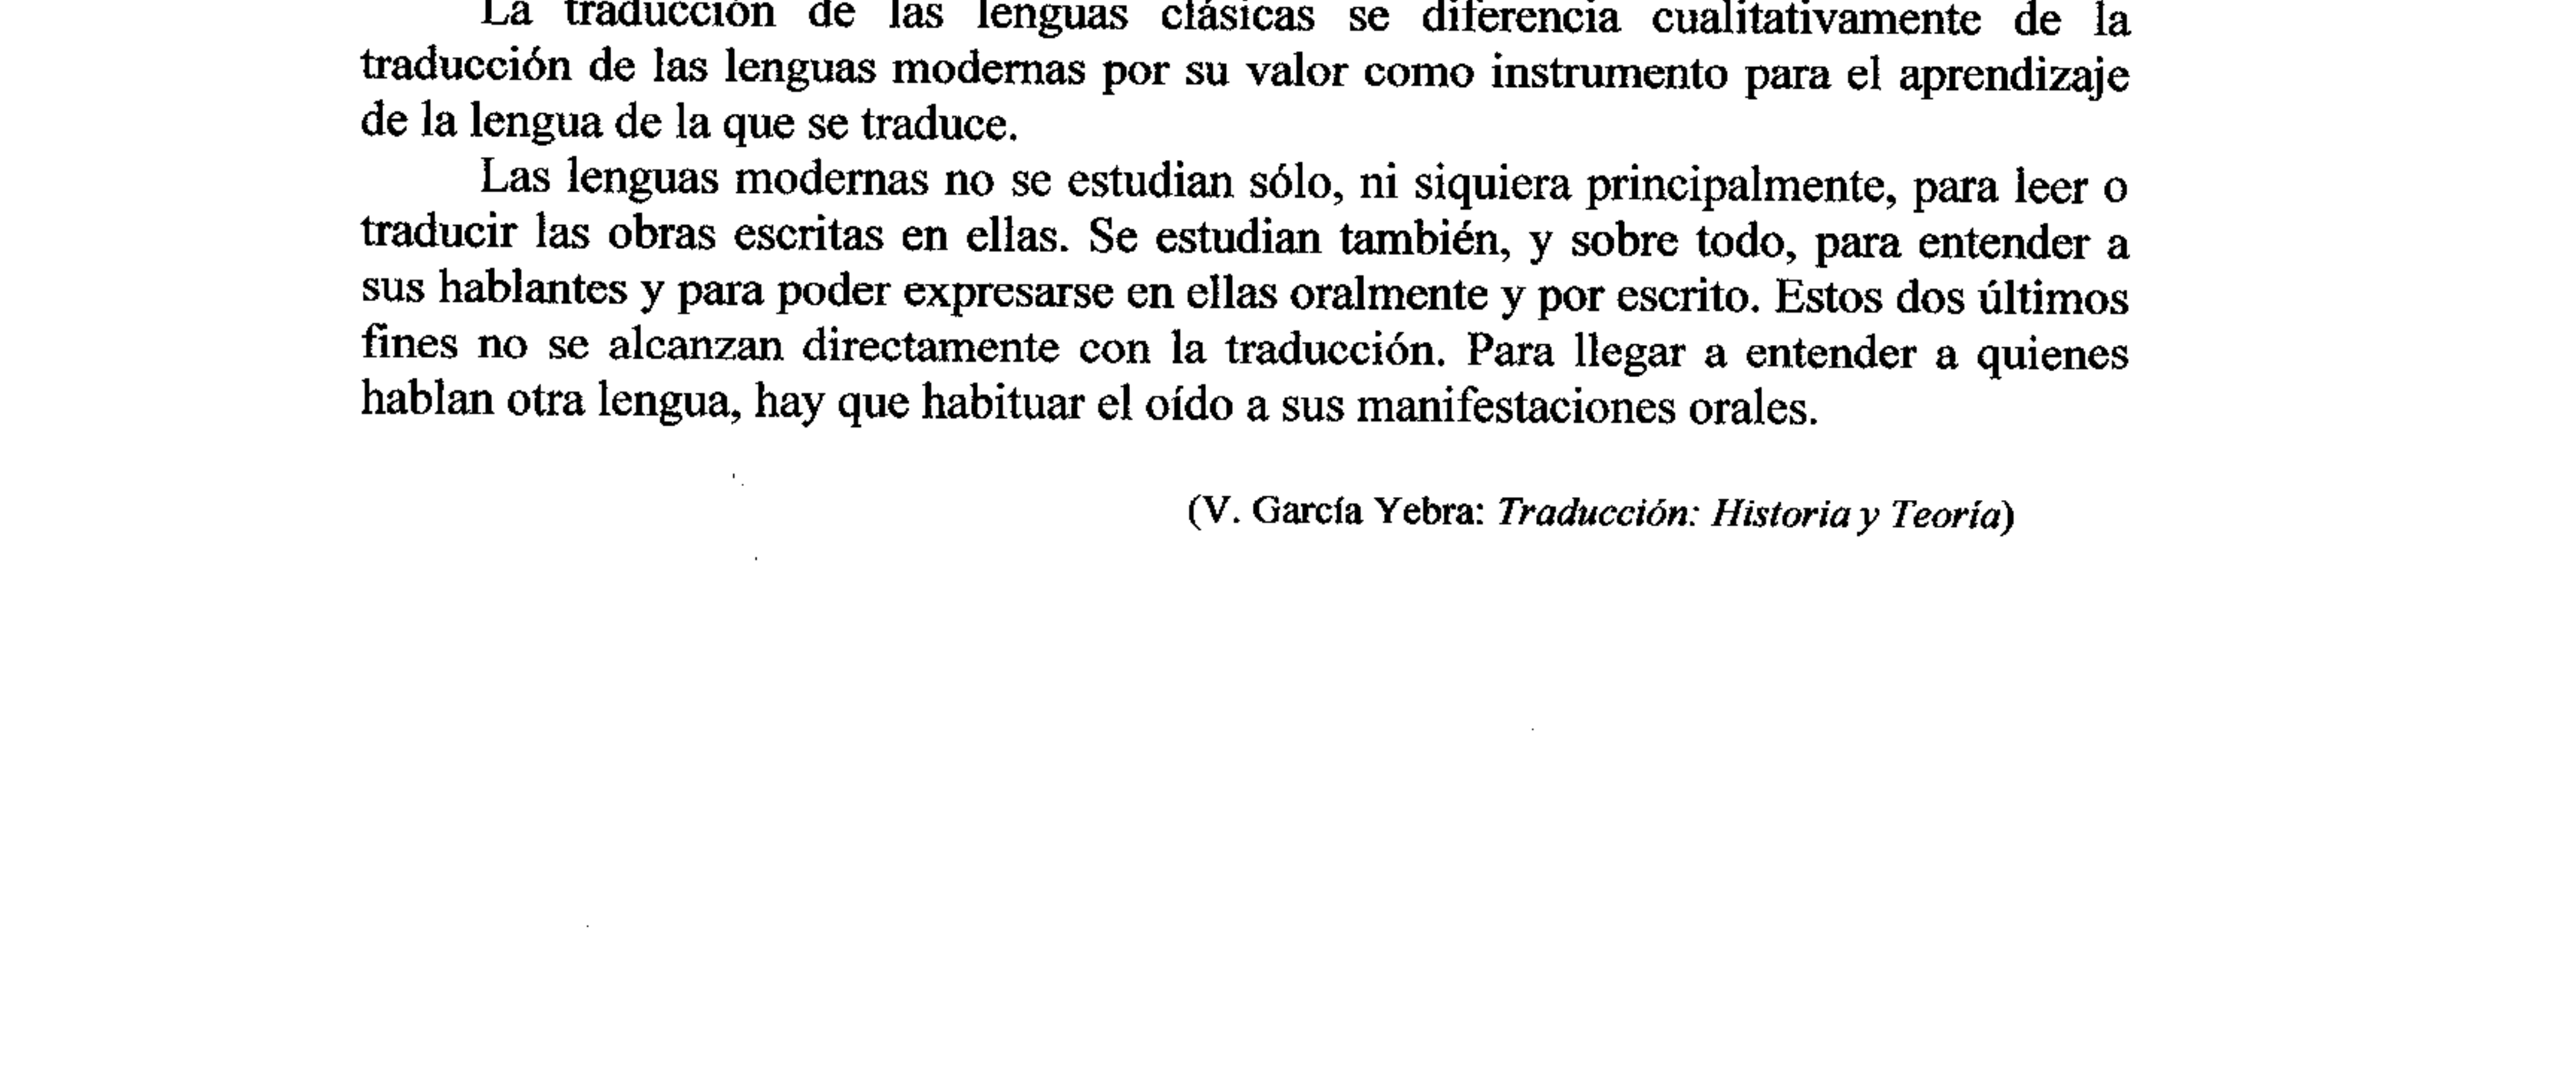 La traducción de las lenguas clásicas se diferencia cualitativamente de la
traducción de las lenguas modernas por su valor como instrumento para el aprendizaje
de la lengua de la que se traduce.
Las lenguas modernas no se estudian sólo, ni siquiera principalmente, para leer o
traducir las obras escritas en ellas. Se estudian también, y sobre todo, para entender a
sus hablantes y para poder expresarse en ellas oralmente y por escrito. Estos dos últimos
fines no se alcanzan directamente con la traducción. Para llegar a entender a quienes
hablan otra lengua, hay que habituar el oído a sus manifestaciones orales.
(V. García Yebra: Traducción: Historia y Teoría)